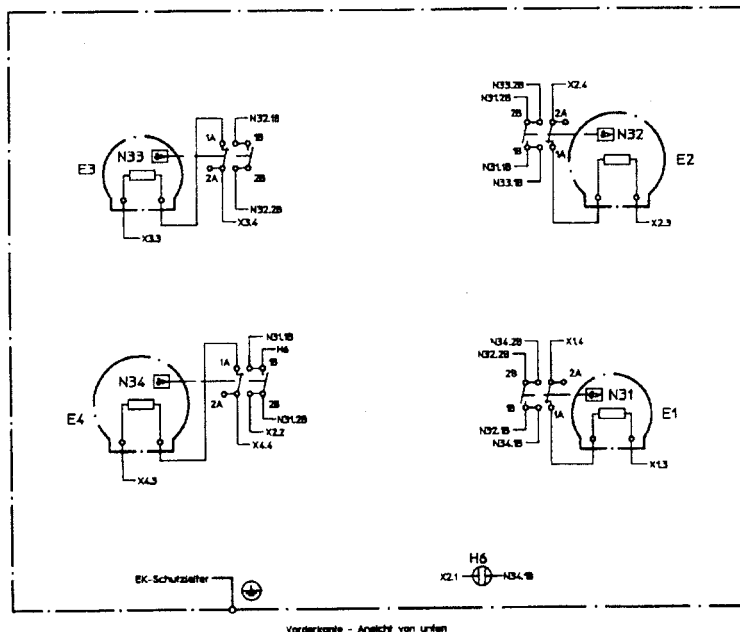 N33.2B
X2.4
N31.2B
2B
2A
N32.1B
1A
1B
N33
N32
E3
E2
2A
2B
1B
1A
N31.1B
N33.1B
N32.2B
X3.4
X3.3
X2.3
N31.1B
H6
N34.2B
X1.4
N32.2B
1A
1B
2B
2A
N34
N31
E4
E1
2A
2B
1B
1A
N31.2B
N32.1B
X2.2
N34.1B
X4.4
X1.3
X4.3
H6
EK-Schutzleiter
X2.1
N34.1B
Vorderkante - Ansicht von unten